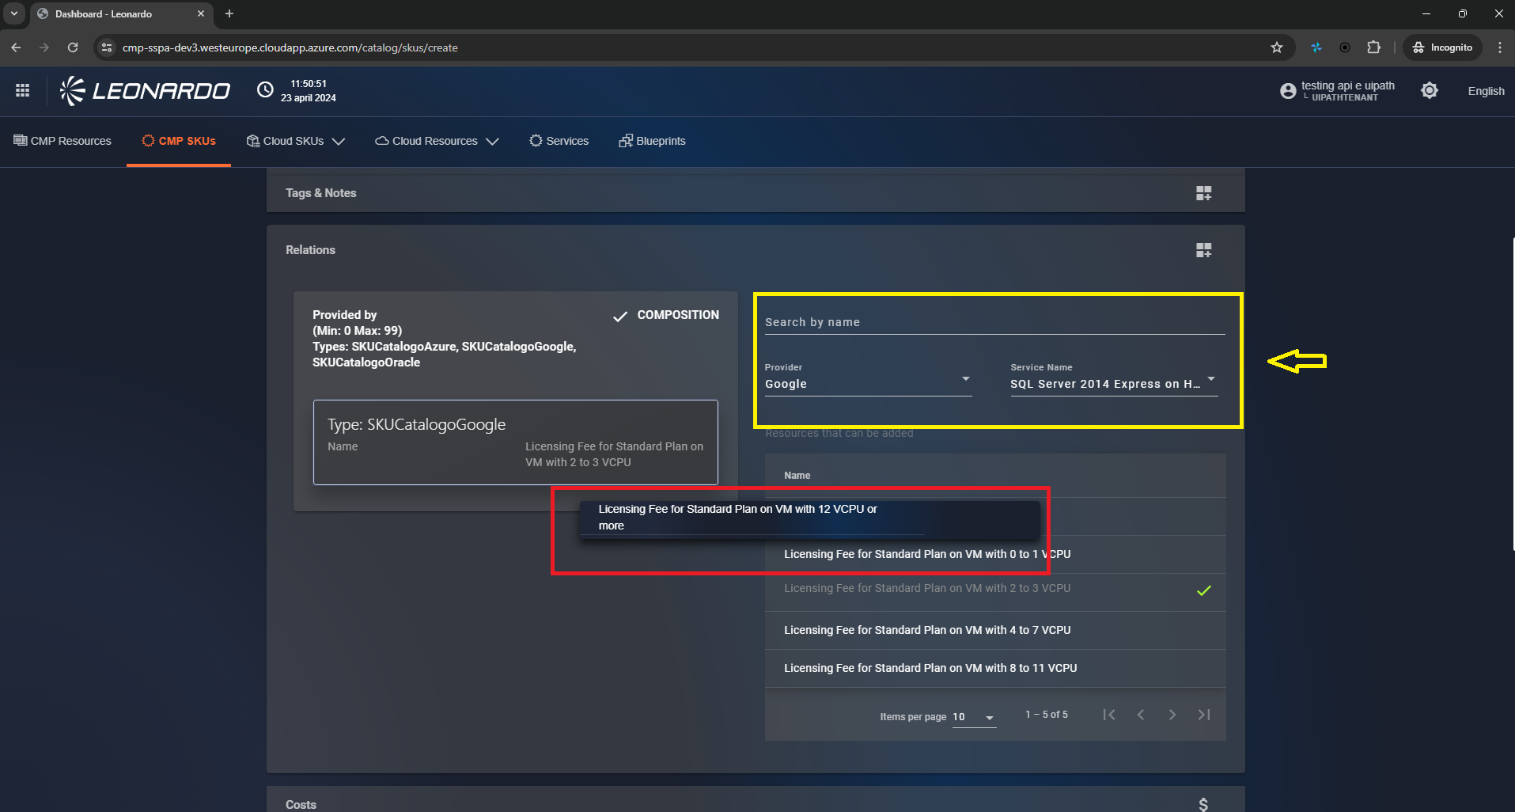 Dashboard - Leonardo
cmp-sspa-dev3.westeurope.cloudapp.azure.com/catalog/skus/create
Incognito
LEONARDO
11:50:51
23 april 2024
testing api e uipath
UIPATHTENANT
English
CMP Resources
CMP SKUs
Cloud SKUs
Cloud Resources
Services
Blueprints
Tags & Notes
Relations
Provided by
(Min: 0 Max: 99)
Types: SKUCatalogoAzure, SKUCatalogoGoogle,
SKUCatalogoOracle
COMPOSITION
Type: SKUCatalogoGoogle
Name
Licensing Fee for Standard Plan on
VM with 2 to 3 VCPU
Search by name
Provider
Google
Service Name
SQL Server 2014 Express on H...
Resources that can be added
Name
Licensing Fee for Standard Plan on VM with 12 VCPU or
more
Licensing Fee for Standard Plan on VM with 0 to 1 VCPU
Licensing Fee for Standard Plan on VM with 2 to 3 VCPU
Licensing Fee for Standard Plan on VM with 4 to 7 VCPU
Licensing Fee for Standard Plan on VM with 8 to 11 VCPU
Items per page 10
1 – 5 of 5
Costs
$